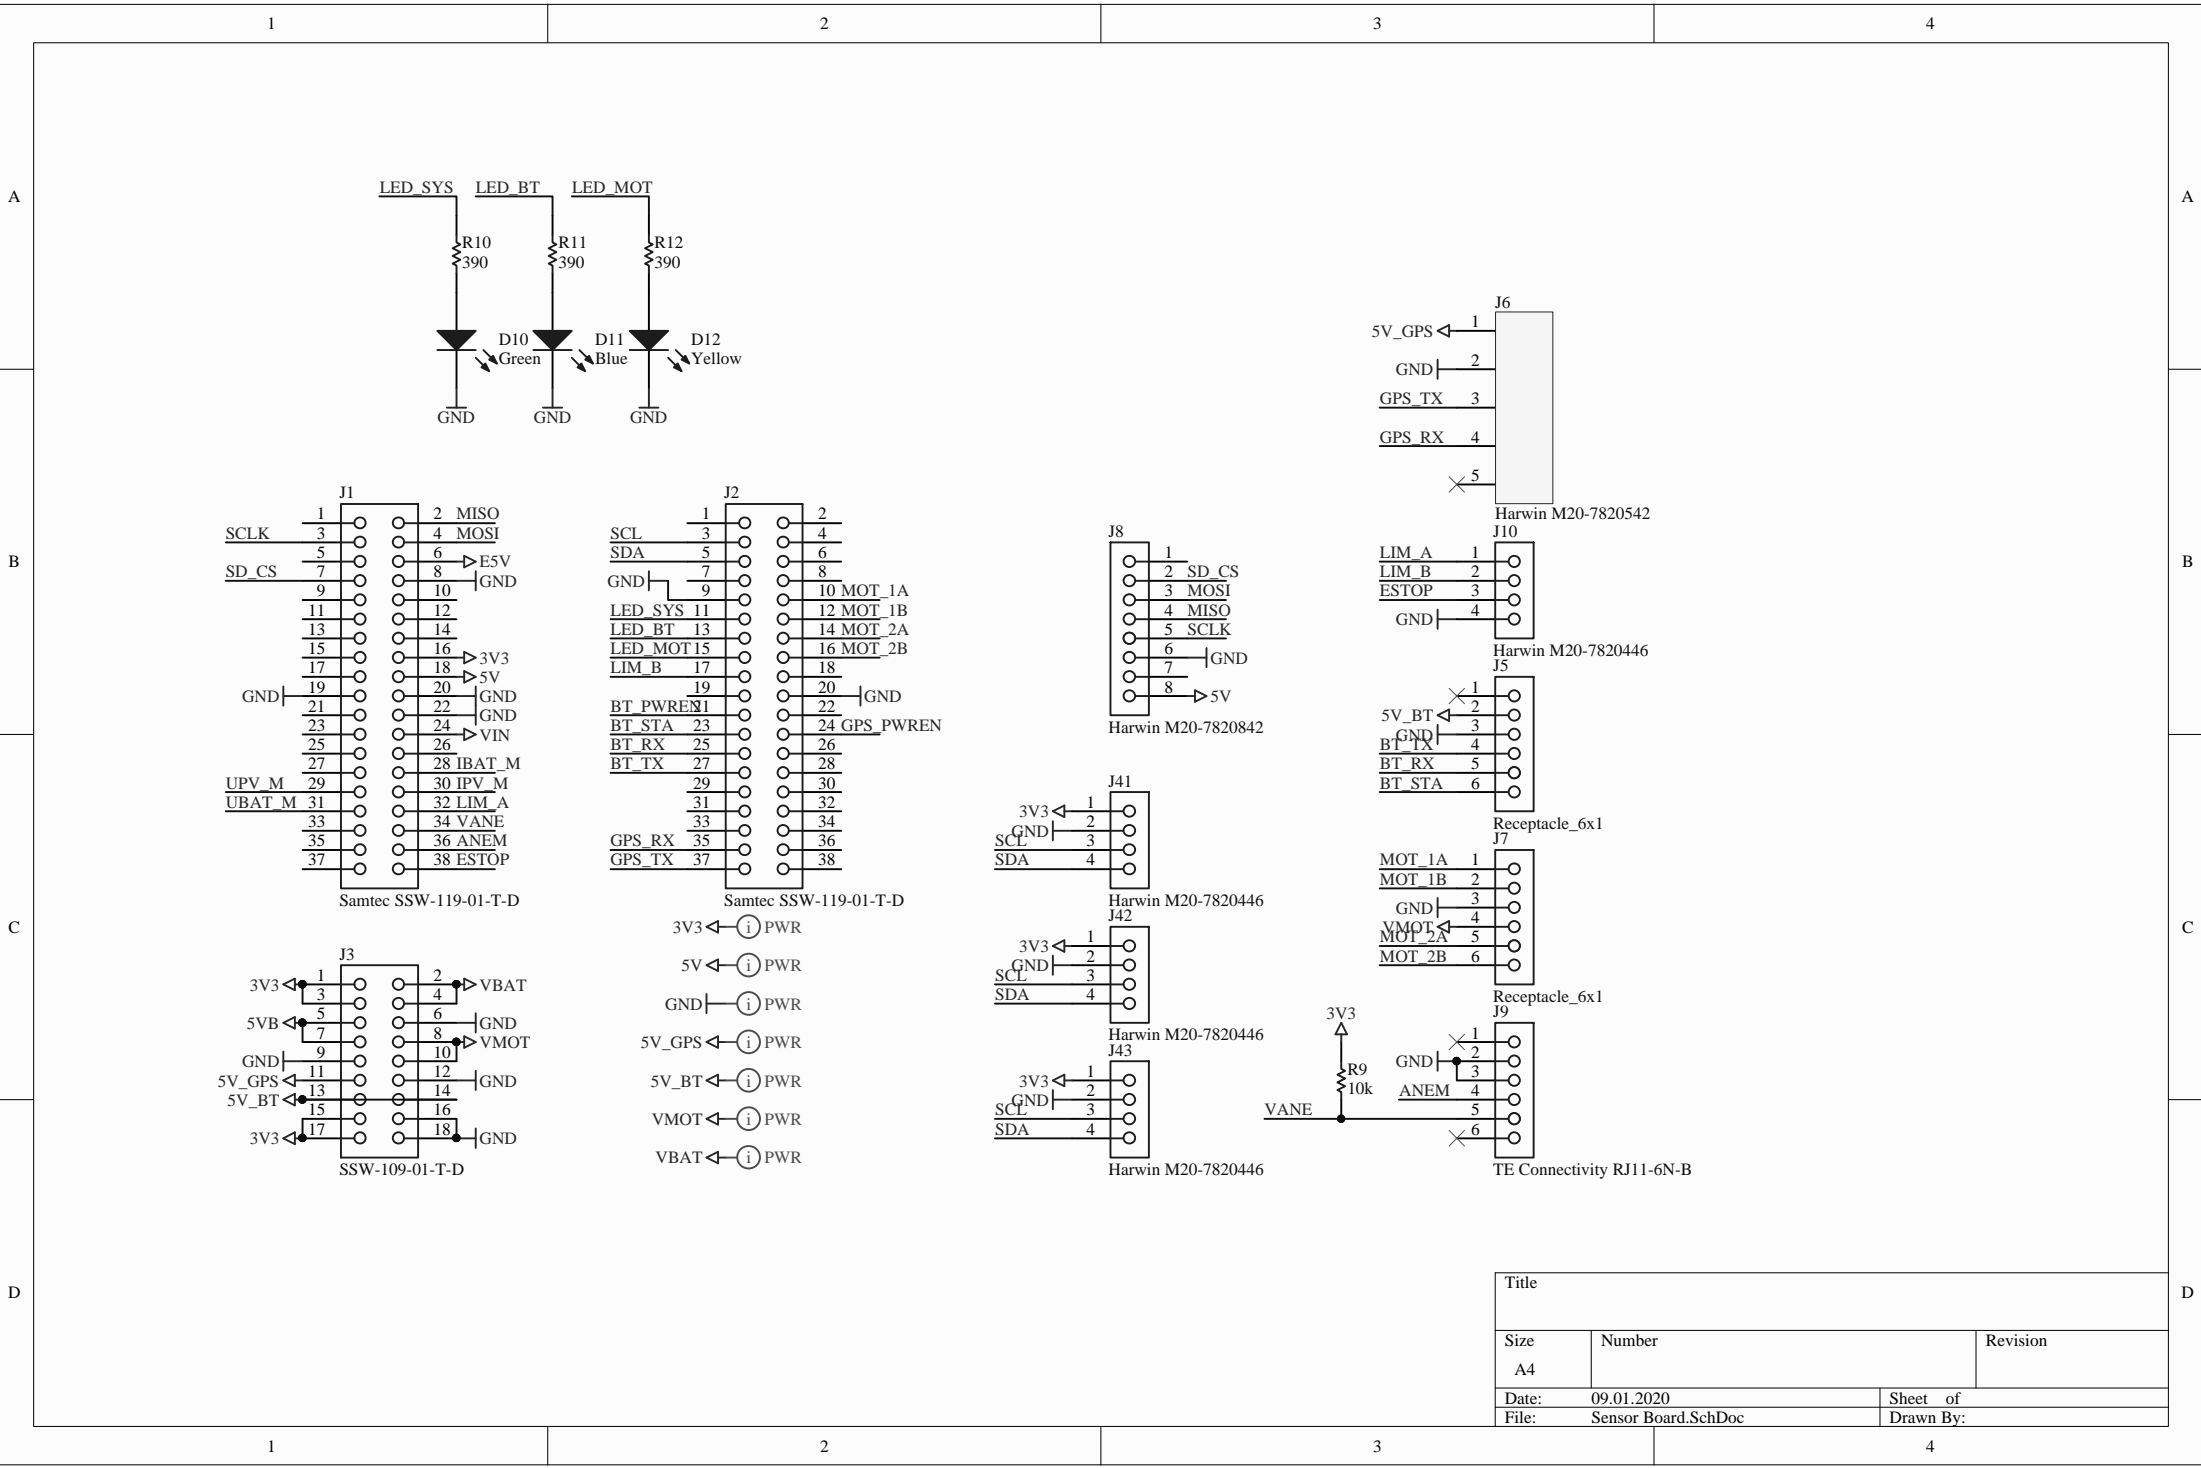 1 2 3 4
A A
LED_SYS LED_BT LED_MOT
R10 R11 R12
390 390 390
D10 D11 D12
Green Blue Yellow
GND GND GND
J6
5V_GPS 1
GND 2
GPS_TX 3
GPS_RX 4
5
Harwin M20-7820542
B B
J1
1 2 MISO
SCLK 3 4 MOSI
5 6 E5V
SD_CS 7 8 GND
9 10
11 12
13 14
15 16 3V3
17 18 5V
GND 19 20 GND
21 22 GND
23 24 VIN
25 26
27 28 IBAT_M
UPV_M 29 30 IPV_M
UBAT_M 31 32 LIM_A
33 34 VANE
35 36 ANEM
37 38 ESTOP
Samtec SSW-119-01-T-D
J2
1 2
SCL 3 4
SDA 5 6
GND 7 8
9 10 MOT_1A
LED_SYS 11 12 MOT_1B
LED_BT 13 14 MOT_2A
LED_MOT 15 16 MOT_2B
LIM_B 17 18
19 20 GND
BT_PWREN 21 22
BT_STA 23 24 GPS_PWREN
BT_RX 25 26
BT_TX 27 28
29 30
31 32
33 34
GPS_RX 35 36
GPS_TX 37 38
Samtec SSW-119-01-T-D
J8
1
2 SD_CS
3 MOSI
4 MISO
5 SCLK
6 GND
7
8 5V
Harwin M20-7820842
J10
LIM_A 1
LIM_B 2
ESTOP 3
GND 4
Harwin M20-7820446
J5
1
5V_BT 2
GND 3
BT_TX 4
BT_RX 5
BT_STA 6
Receptacle_6x1
C C
J41
3V3 1
GND 2
SCL 3
SDA 4
Harwin M20-7820446
J7
MOT_1A 1
MOT_1B 2
GND 3
VMOT 4
MOT_2A 5
MOT_2B 6
Receptacle_6x1
J3
3V3 1 2 VBAT
3 4
5VB 5 6 GND
7 8 VMOT
GND 9 10
5V_GPS 11 12 GND
5V_BT 13 14
15 16
3V3 17 18 GND
SSW-109-01-T-D
3V3 i PWR
5V i PWR
GND i PWR
5V_GPS i PWR
5V_BT i PWR
VMOT i PWR
VBAT i PWR
J42
3V3 1
GND 2
SCL 3
SDA 4
Harwin M20-7820446
J43
3V3 1
GND 2
SCL 3
SDA 4
Harwin M20-7820446
J9
3V3
R9
10k
VANE
1
GND 2
3
ANEM 4
5
6
TE Connectivity RJ11-6N-B
D D
Title
Size Number Revision
A4
Date: 09.01.2020 Sheet of
File: Sensor Board.SchDoc Drawn By:
1 2 3 4